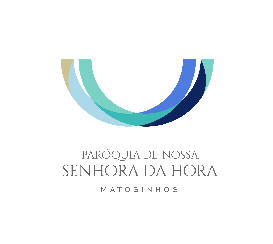 PARÓQUIA DE NOSSA
SENHORA DA HORA
MATOSINHOS